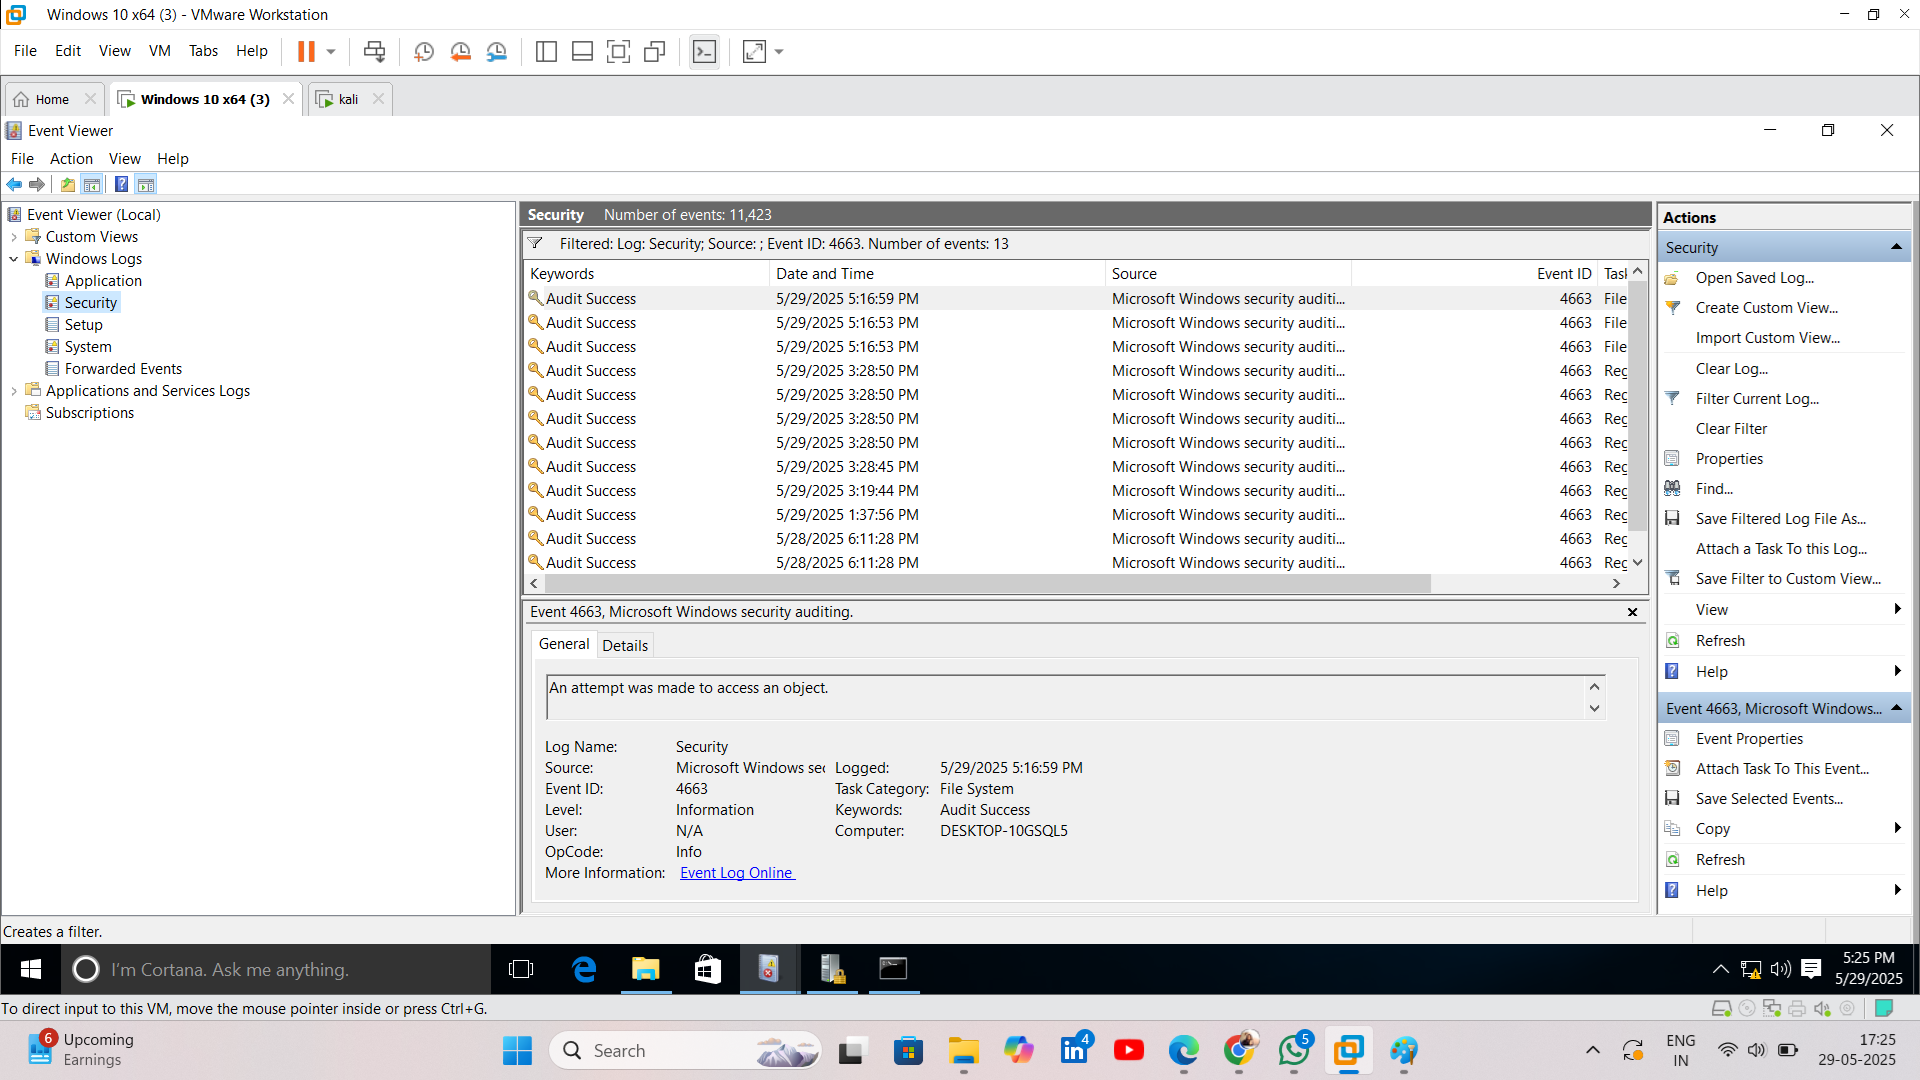 Windows 10 x64 (3) - VMware Workstation
File Edit View VM Tabs Help
Home Windows 10 x64 (3) kali
Event Viewer
File Action View Help
Event Viewer (Local)
Custom Views
Windows Logs
Application
Security
Setup
System
Forwarded Events
Applications and Services Logs
Subscriptions
Security Number of events: 11,423
Filtered: Log: Security; Source: ; Event ID: 4663. Number of events: 13
Keywords Date and Time Source Event ID Task
Audit Success 5/29/2025 5:16:59 PM Microsoft Windows security auditi... 4663 File
Audit Success 5/29/2025 5:16:53 PM Microsoft Windows security auditi... 4663 File
Audit Success 5/29/2025 5:16:53 PM Microsoft Windows security auditi... 4663 File
Audit Success 5/29/2025 3:28:50 PM Microsoft Windows security auditi... 4663 Reg
Audit Success 5/29/2025 3:28:50 PM Microsoft Windows security auditi... 4663 Reg
Audit Success 5/29/2025 3:28:50 PM Microsoft Windows security auditi... 4663 Reg
Audit Success 5/29/2025 3:28:50 PM Microsoft Windows security auditi... 4663 Reg
Audit Success 5/29/2025 3:28:45 PM Microsoft Windows security auditi... 4663 Reg
Audit Success 5/29/2025 3:19:44 PM Microsoft Windows security auditi... 4663 Reg
Audit Success 5/29/2025 1:37:56 PM Microsoft Windows security auditi... 4663 Reg
Audit Success 5/28/2025 6:11:28 PM Microsoft Windows security auditi... 4663 Reg
Audit Success 5/28/2025 6:11:28 PM Microsoft Windows security auditi... 4663 Reg
Event 4663, Microsoft Windows security auditing.
General Details
An attempt was made to access an object.
Log Name: Security
Source: Microsoft Windows sec Logged: 5/29/2025 5:16:59 PM
Event ID: 4663 Task Category: File System
Level: Information Keywords: Audit Success
User: N/A Computer: DESKTOP-10GSQL5
OpCode: Info
More Information: Event Log Online
Actions
Security
Open Saved Log...
Create Custom View...
Import Custom View...
Clear Log...
Filter Current Log...
Clear Filter
Properties
Find...
Save Filtered Log File As...
Attach a Task To this Log...
Save Filter to Custom View...
View
Refresh
Help
Event 4663, Microsoft Windows...
Event Properties
Attach Task To This Event...
Save Selected Events...
Copy
Refresh
Help
Creates a filter.
I'm Cortana. Ask me anything.
5:25 PM
5/29/2025
To direct input to this VM, move the mouse pointer inside or press Ctrl+G.
6
Upcoming
Earnings
Search
4
5
ENG
IN
17:25
29-05-2025